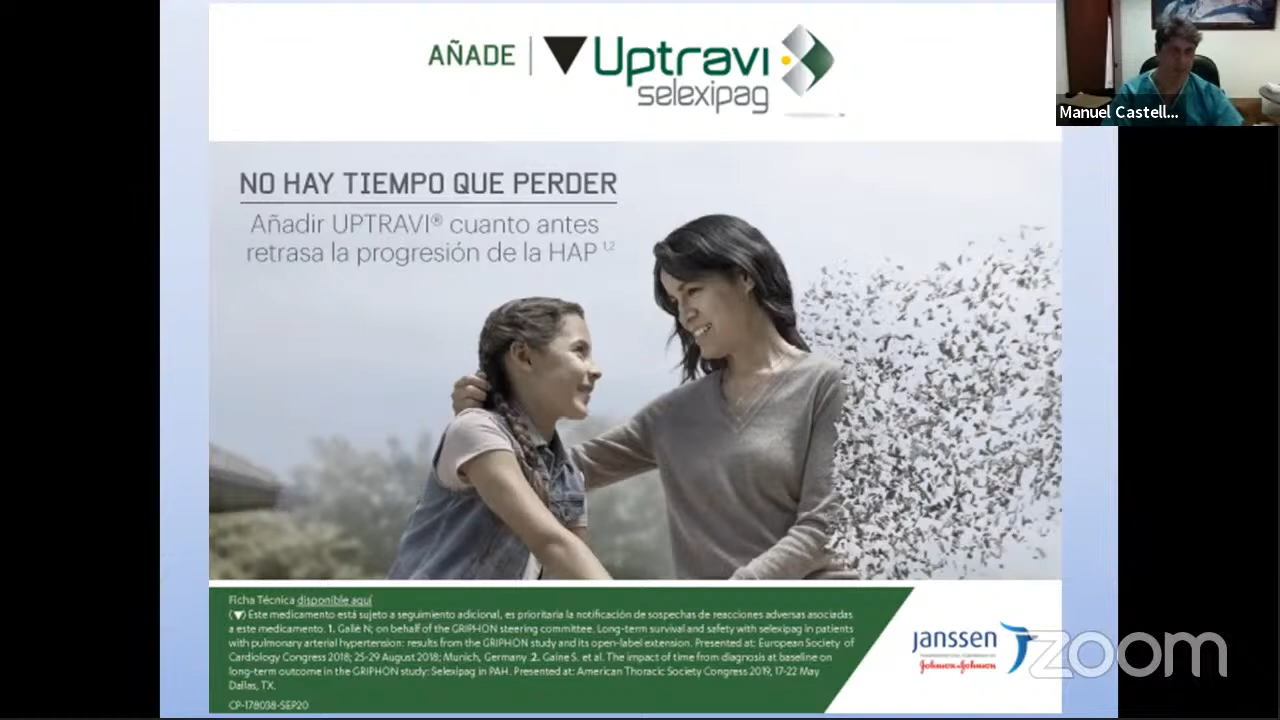 AÑADE
Uptravi
selexipag
Manuel Castell...
NO HAY TIEMPO QUE PERDER
Añadir UPTRAVI® cuanto antes
retrasa la progresión de la HAP 1,2
Ficha Técnica disponible aquí
(▼) Este medicamento está sujeto a seguimiento adicional, es prioritaria la notificación de sospechas de reacciones adversas asociadas
a este medicamento. 1. Galiè N; on behalf of the GRIPHON steering committee. Long-term survival and safety with selexipag in patients
with pulmonary arterial hypertension: results from the GRIPHON study and its open-label extension. Presented at: European Society of
Cardiology Congress 2018; 25-29 August 2018; Munich, Germany .2. Gaine S. et al. The impact of time from diagnosis at baseline on
long-term outcome in the GRIPHON study: Selexipag in PAH. Presented at: American Thoracic Society Congress 2019, 17-22 May
Dallas, TX.
CP-178038-SEP20
janssen
Johnson&Johnson
zoom